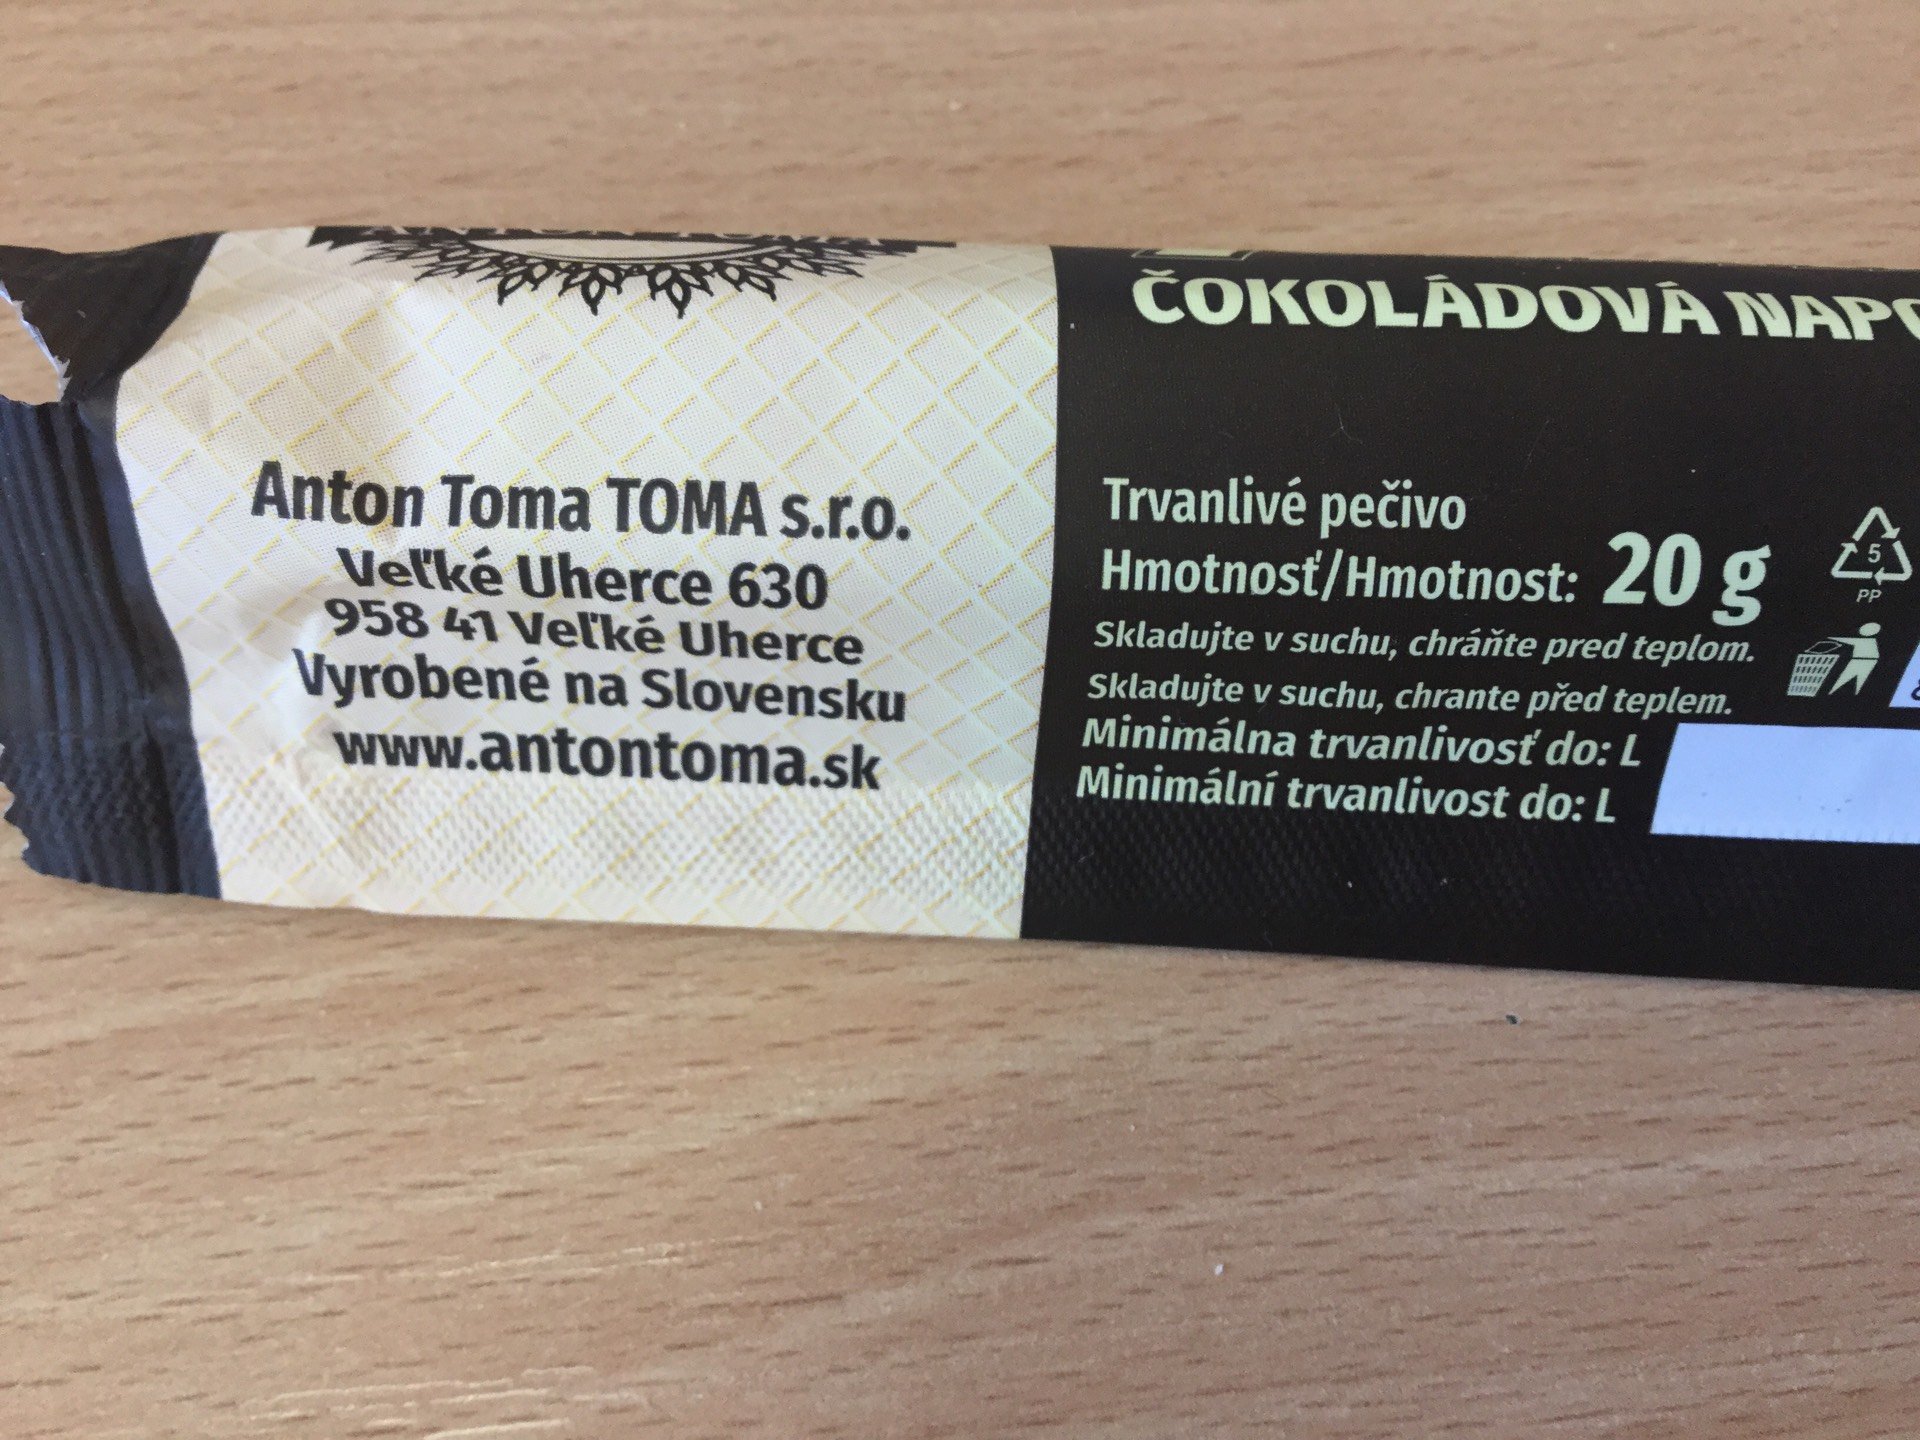 Anton Toma TOMA s.r.o.
Veľké Uherce 630
958 41 Veľké Uherce
Vyrobené na Slovensku
www.antontoma.sk
ČOKOLÁDOVÁ
Trvanlivé pečivo
Hmotnosť/Hmotnost: 20 g
5
PP
Skladujte v suchu, chráňte pred teplom.
Skladujte v suchu, chrante před teplem.
Minimálna trvanlivosť do: L
Minimální trvanlivost do: L